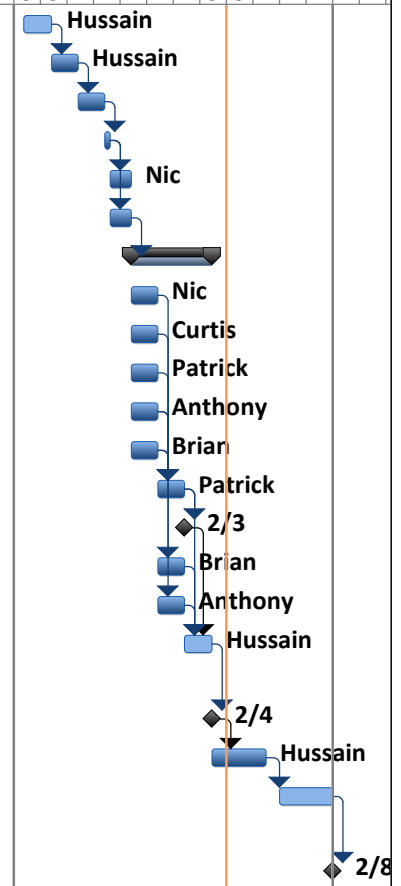 Hussain
Hussain
Nic
Nic
Curtis
Patrick
Anthony
Brian
Patrick
2/3
Brian
Anthony
Hussain
2/4
Hussain
2/8